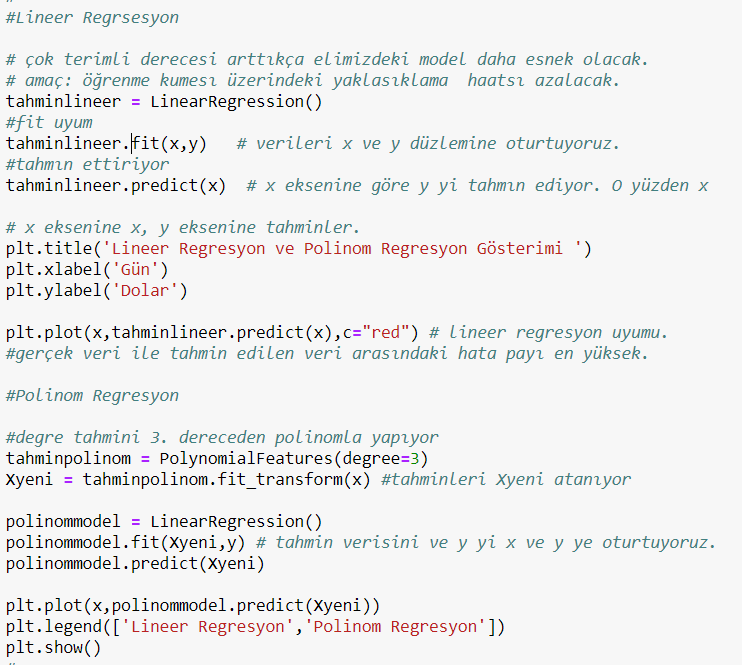 #Lineer Regrsesyon
# çok terimli derecesi arttıkça elimizdeki model daha esnek olacak.
# amaç: öğrenme kumesı üzerindeki yaklasıklama  haatsı azalacak.
tahminlineer = LinearRegression()
#fit uyum
tahminlineer.fit(x,y)   # verileri x ve y düzlemine oturtuyoruz.
#tahmın ettiriyor
tahminlineer.predict(x)  # x eksenine göre y yi tahmın ediyor. O yüzden x
# x eksenine x, y eksenine tahminler.
plt.title('Lineer Regresyon ve Polinom Regresyon Gösterimi ')
plt.xlabel('Gün')
plt.ylabel('Dolar')
plt.plot(x,tahminlineer.predict(x),c="red") # lineer regresyon uyumu.
#gerçek veri ile tahmin edilen veri arasındaki hata payı en yüksek.
#Polinom Regresyon
#degre tahmini 3. dereceden polinomla yapıyor
tahminpolinom = PolynomialFeatures(degree=3)
Xyeni = tahminpolinom.fit_transform(x) #tahminleri Xyeni atanıyor
polinommodel = LinearRegression()
polinommodel.fit(Xyeni,y) # tahmin verisini ve y yi x ve y ye oturtuyoruz.
polinommodel.predict(Xyeni)
plt.plot(x,polinommodel.predict(Xyeni))
plt.legend(['Lineer Regresyon','Polinom Regresyon'])
plt.show()